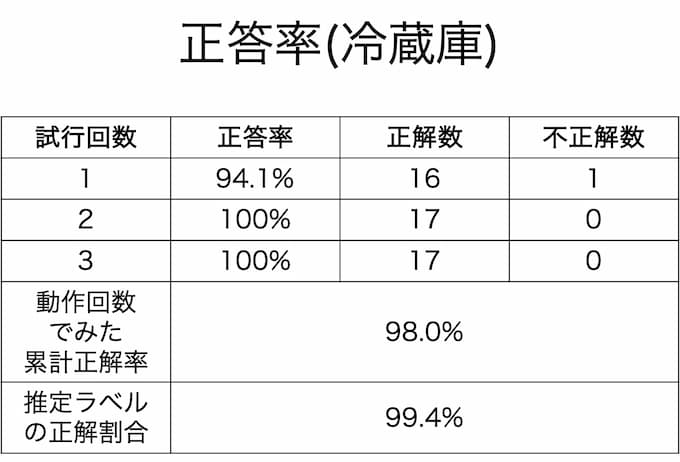 正答率(冷蔵庫)
試行回数 正答率 正解数 不正解数
1 94.1% 16 1
2 100% 17 0
3 100% 17 0
動作回数
でみた
累計正解率
98.0%
推定ラベル
の正解割合
99.4%